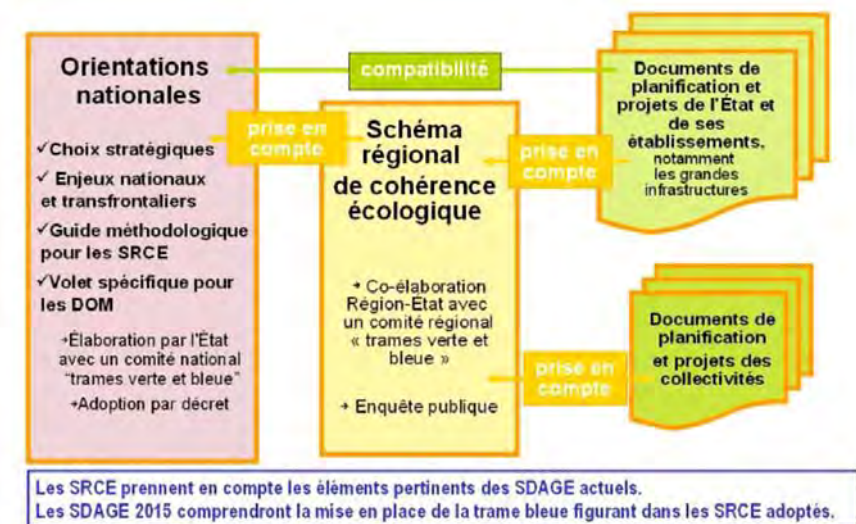 Orientations
nationales
✓Choix stratégiques
✓ Enjeux nationaux
et transfrontaliers
✓Guide méthodologique
pour les SRCE
✓Volet spécifique pour
les DOM
→Élaboration par l'État
avec un comité national
"trames verte et bleue"
→Adoption par décret
compatibilité
prise en
compte
Schéma
régional
de cohérence
écologique
→ Co-élaboration
Région-État avec
un comité régional
« trames verte et
bleue »
→ Enquête publique
prise en
compte
Documents de
planification et
projets de l'État et
de ses
établissements,
notamment
les grandes
infrastructures
prise en
compte
Documents de
planification
et projets des
collectivités
Les SRCE prennent en compte les éléments pertinents des SDAGE actuels.
Les SDAGE 2015 comprendront la mise en place de la trame bleue figurant dans les SRCE adoptés.